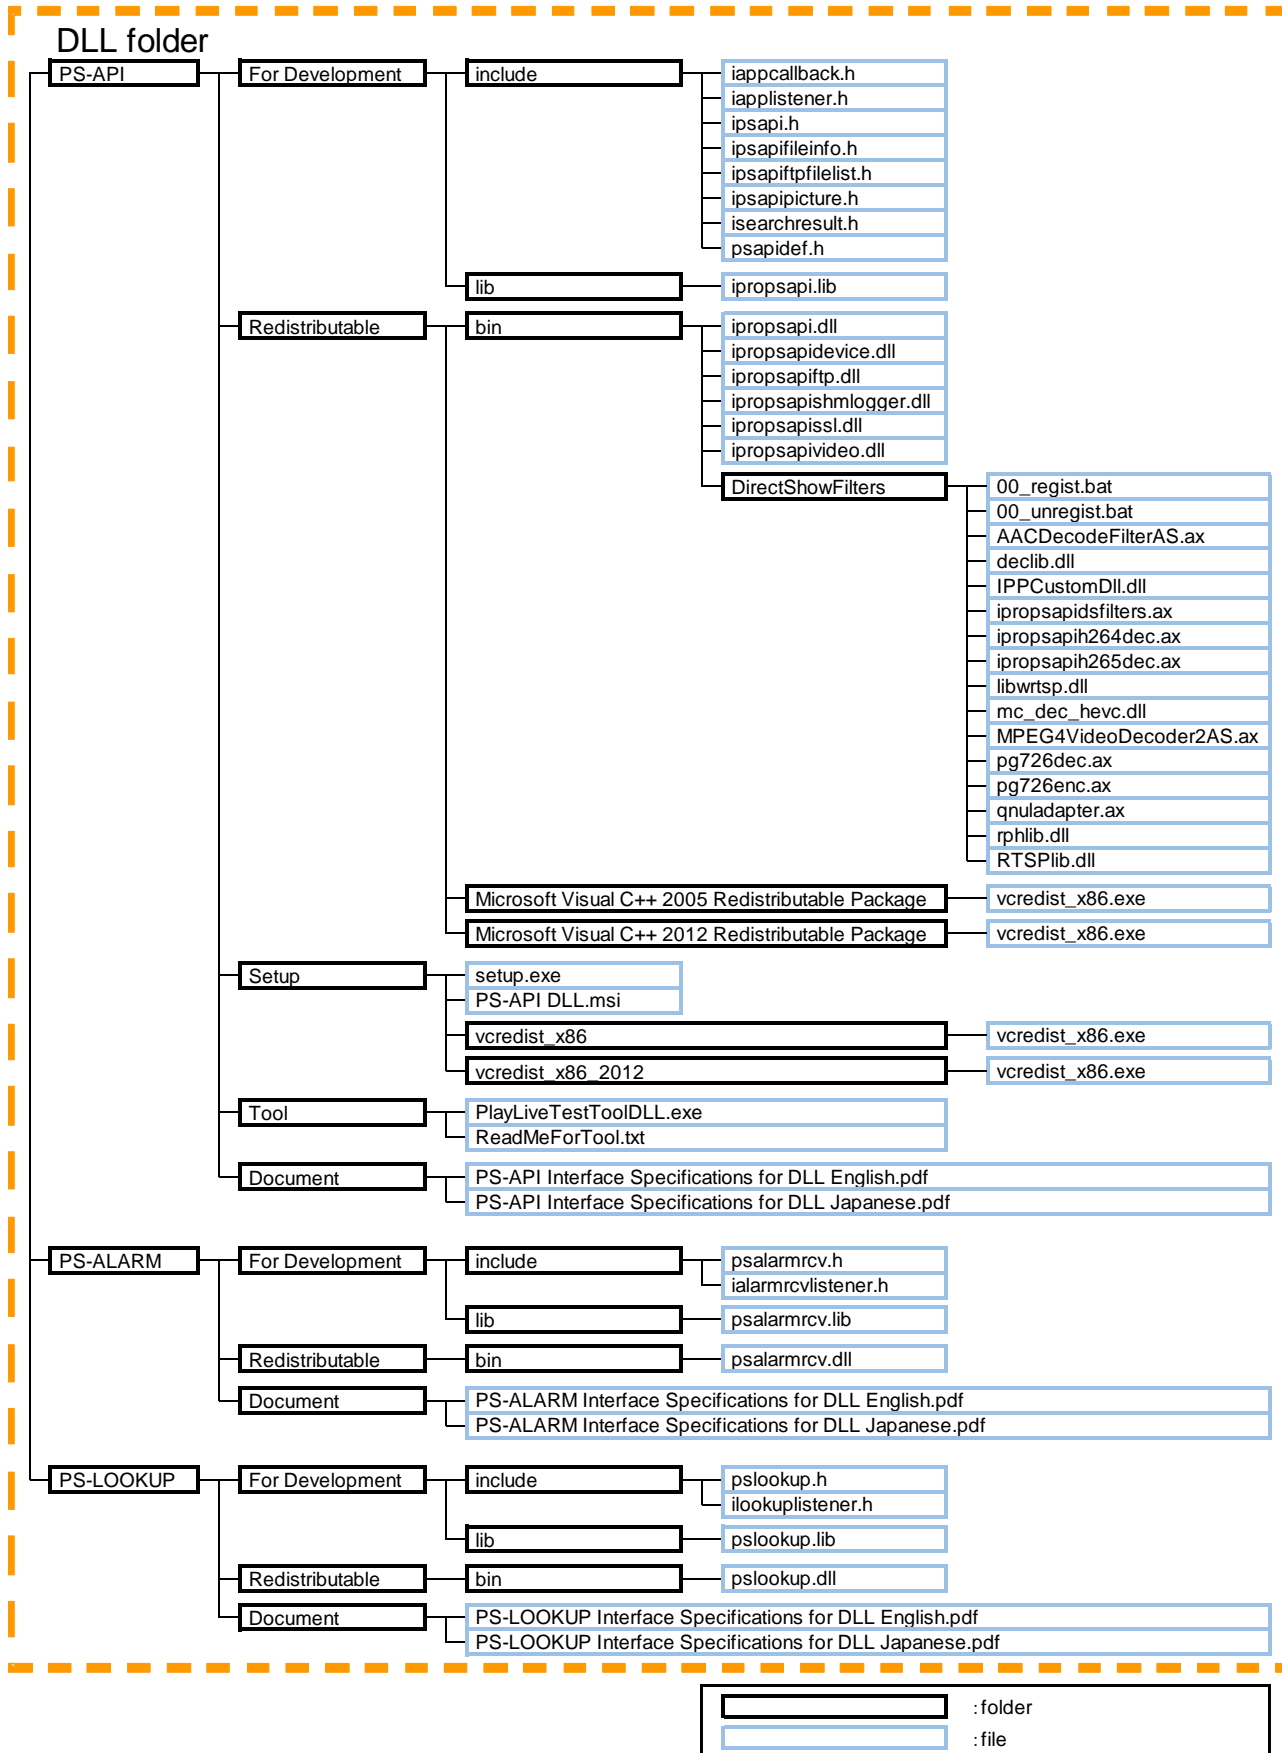 DLL folder
PS-API
For Development
include
iappcallback.h
iapplistener.h
ipsapi.h
ipsapifileinfo.h
ipsapiftpfilelist.h
ipsapipicture.h
isearchresult.h
psapidef.h
lib
ipropsapi.lib
Redistributable
bin
ipropsapi.dll
ipropsapidevice.dll
ipropsapiftp.dll
ipropsapishmlogger.dll
ipropsapissl.dll
ipropsapivideo.dll
DirectShowFilters
00_regist.bat
00_unregist.bat
AACDecodeFilterAS.ax
declib.dll
IPPCustomDll.dll
ipropsapidsfilters.ax
ipropsapih264dec.ax
ipropsapih265dec.ax
libwrtsp.dll
mc_dec_hevc.dll
MPEG4VideoDecoder2AS.ax
pg726dec.ax
pg726enc.ax
qnuladapter.ax
rphlib.dll
RTSPlib.dll
Microsoft Visual C++ 2005 Redistributable Package
vcredist_x86.exe
Microsoft Visual C++ 2012 Redistributable Package
vcredist_x86.exe
Setup
setup.exe
PS-API DLL.msi
vcredist_x86
vcredist_x86.exe
vcredist_x86_2012
vcredist_x86.exe
Tool
PlayLiveTestToolDLL.exe
ReadMeForTool.txt
Document
PS-API Interface Specifications for DLL English.pdf
PS-API Interface Specifications for DLL Japanese.pdf
PS-ALARM
For Development
include
psalarmrcv.h
ialarmrcvlistener.h
lib
psalarmrcv.lib
Redistributable
bin
psalarmrcv.dll
Document
PS-ALARM Interface Specifications for DLL English.pdf
PS-ALARM Interface Specifications for DLL Japanese.pdf
PS-LOOKUP
For Development
include
pslookup.h
ilookuplistener.h
lib
pslookup.lib
Redistributable
bin
pslookup.dll
Document
PS-LOOKUP Interface Specifications for DLL English.pdf
PS-LOOKUP Interface Specifications for DLL Japanese.pdf
:folder
:file